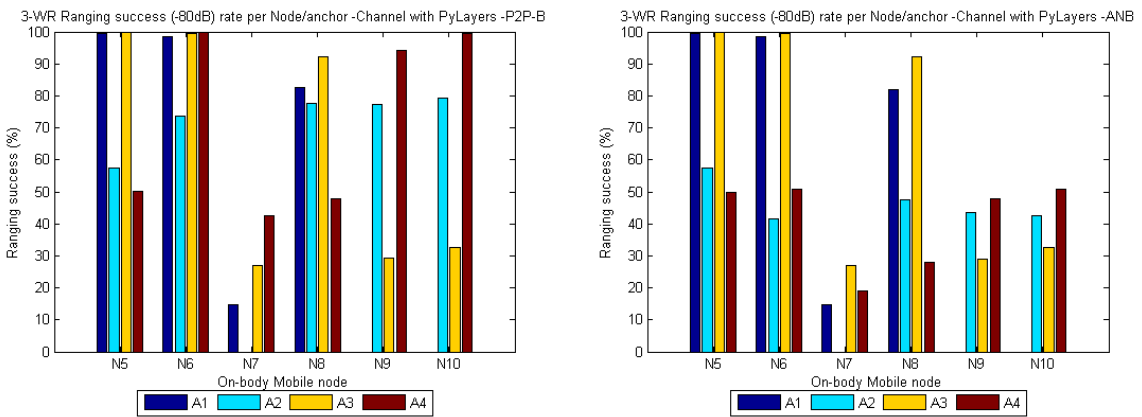 3-WR Ranging success (-80dB) rate per Node/anchor -Channel with PyLayers -P2P-B
Ranging success (%)
100
90
80
70
60
50
40
30
20
10
0
N5 N6 N7 N8 N9 N10
On-body Mobile node
A1 A2 A3 A4
3-WR Ranging success (-80dB) rate per Node/anchor -Channel with PyLayers -ANB
Ranging success (%)
100
90
80
70
60
50
40
30
20
10
0
N5 N6 N7 N8 N9 N10
On-body Mobile node
A1 A2 A3 A4